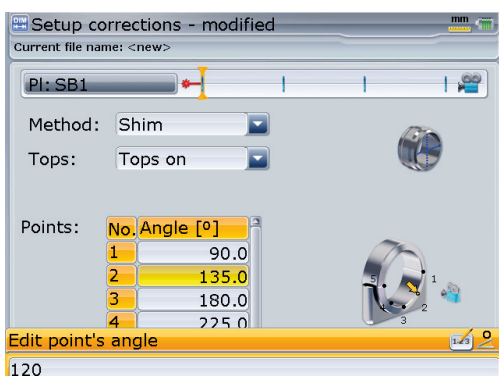 Setup corrections - modified
mm
Current file name: <new>
Pl: SB1
Method: Shim
Tops: Tops on
Points: No. Angle [º]
1 90.0
2 135.0
3 180.0
4 225.0
5 1
4 3 2
Edit point's angle
120